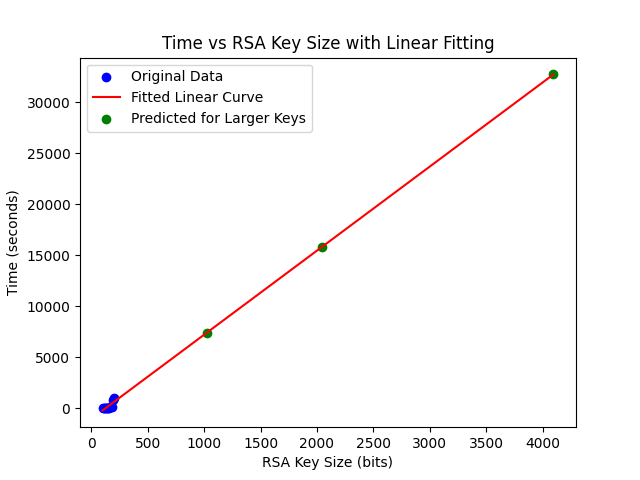 Time vs RSA Key Size with Linear Fitting
Original Data
Fitted Linear Curve
Predicted for Larger Keys
Time (seconds)
30000
25000
20000
15000
10000
5000
0
0 500 1000 1500 2000 2500 3000 3500 4000
RSA Key Size (bits)